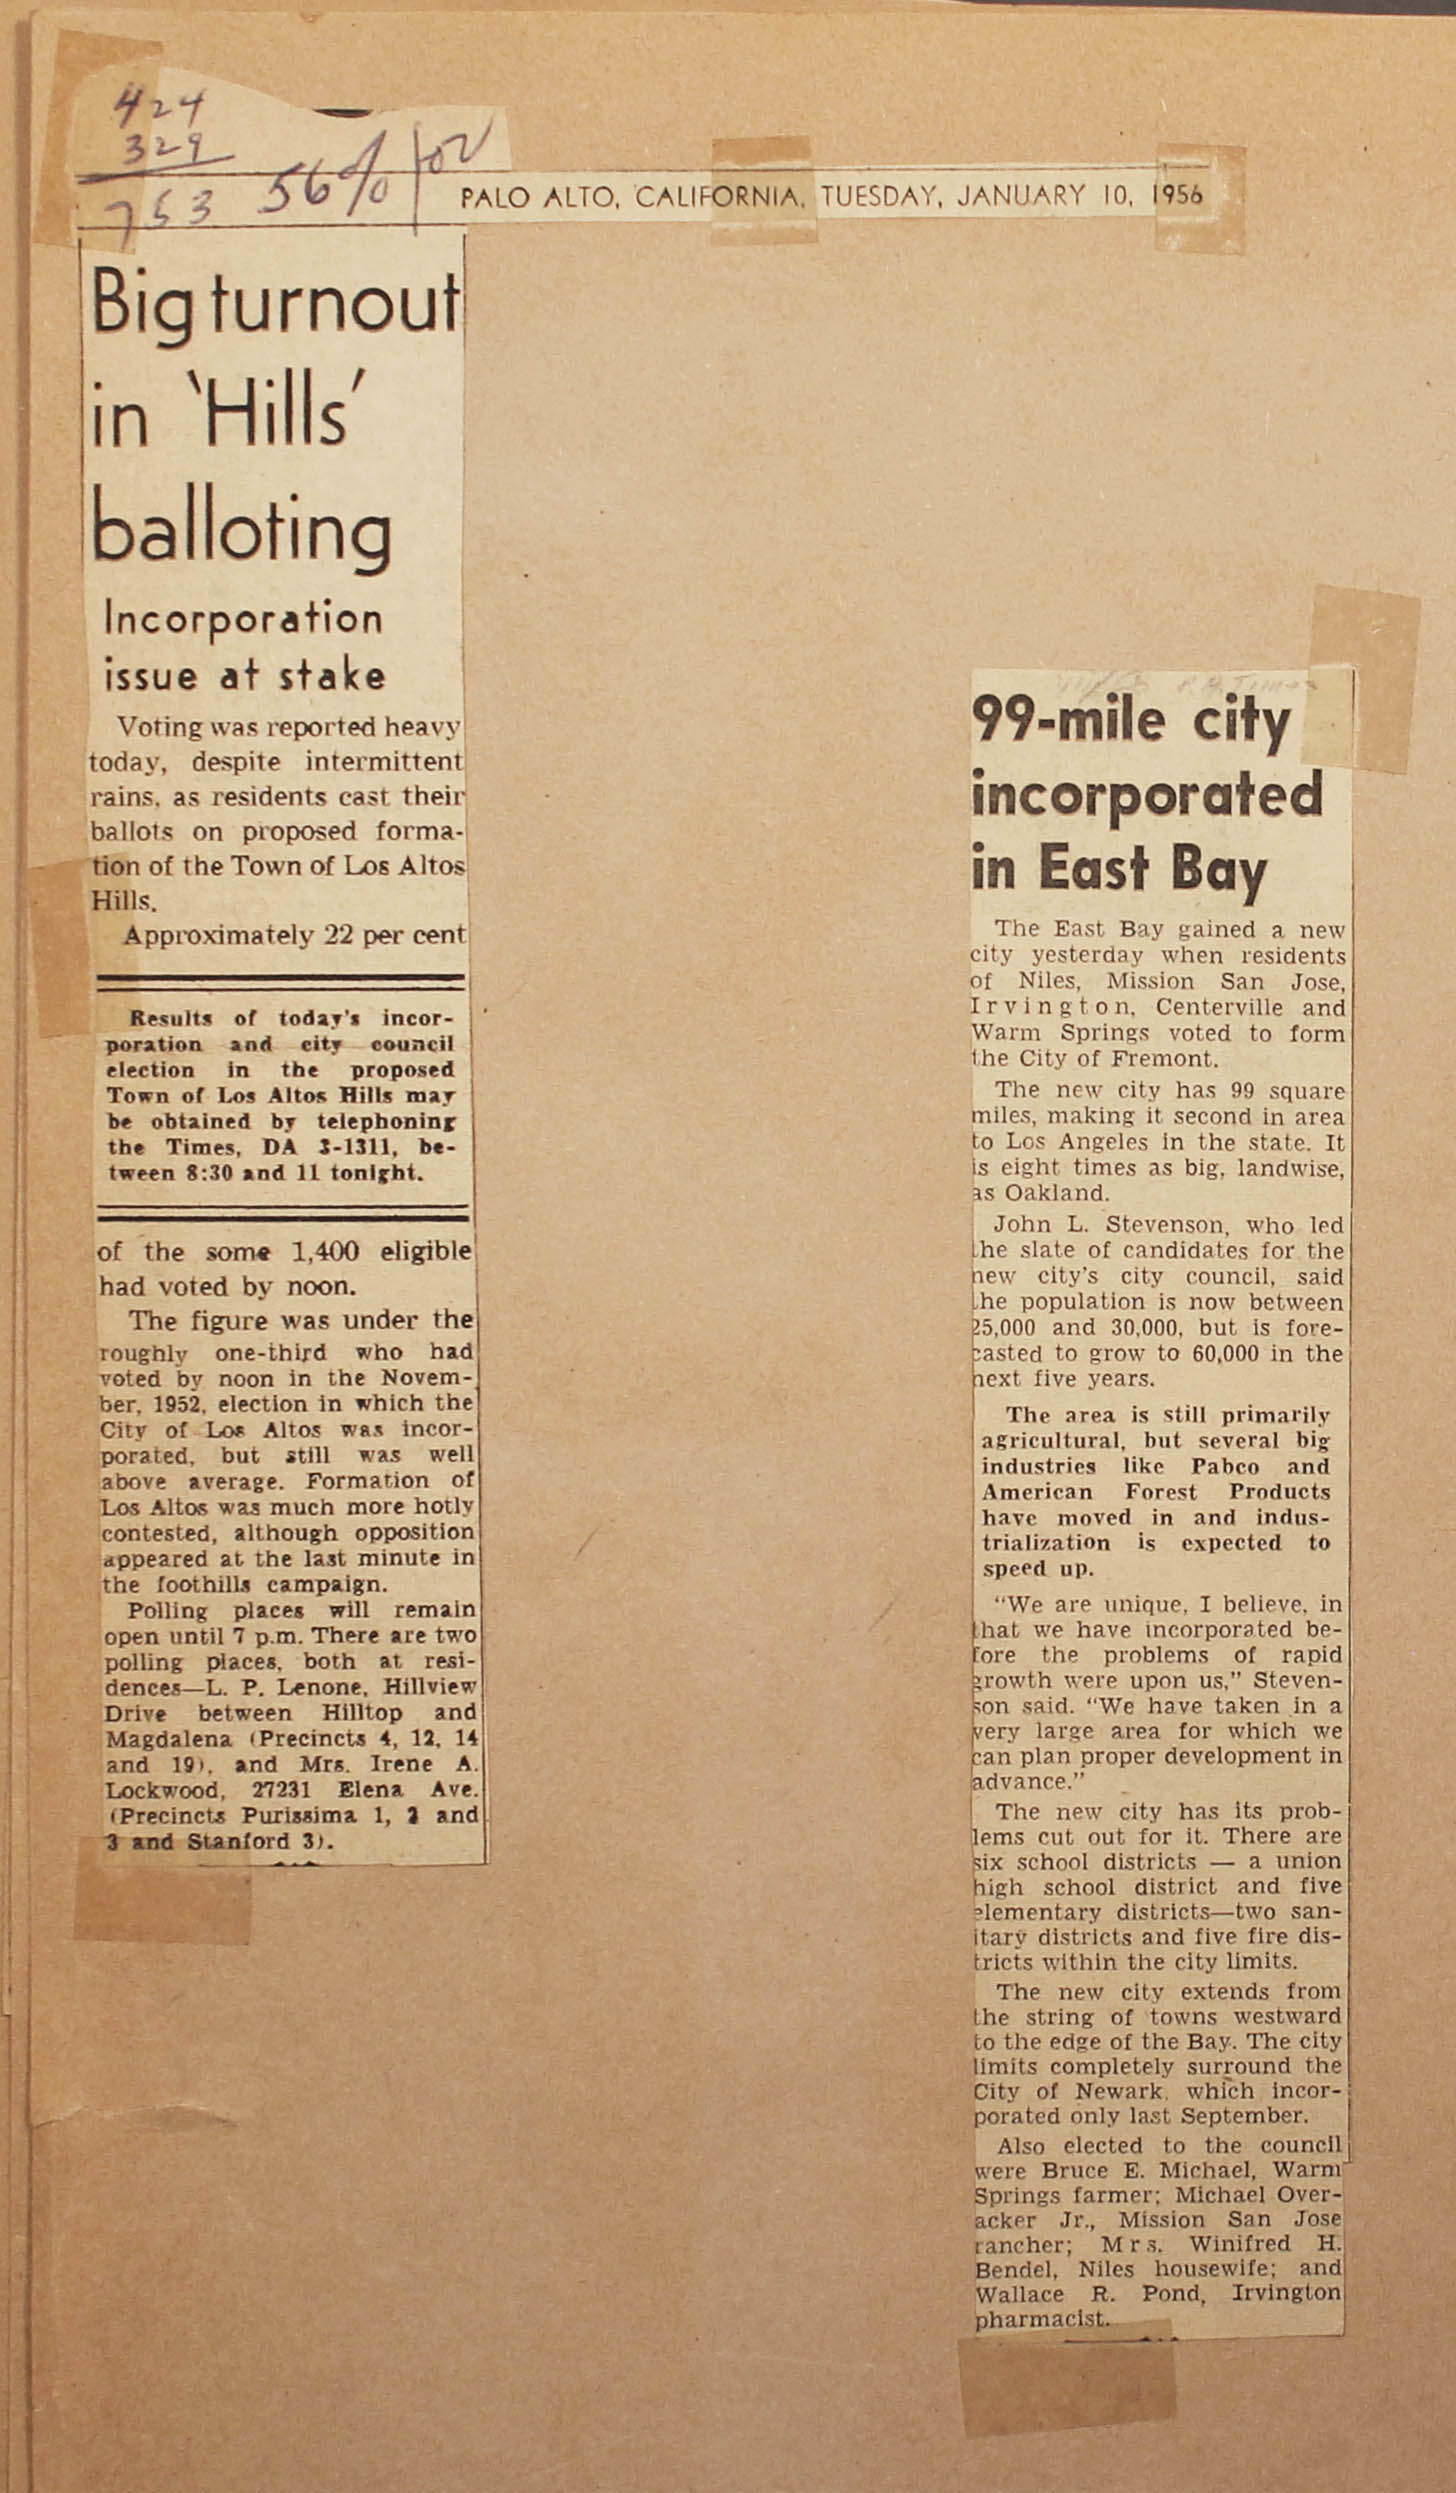 424
329
753 56% for
PALO ALTO, CALIFORNIA, TUESDAY, JANUARY 10, 1956
Big turnout
in 'Hills'
balloting
Incorporation
issue at stake
Voting was reported heavy
today, despite intermittent
rains, as residents cast their
ballots on proposed forma-
tion of the Town of Los Altos
Hills.
Approximately 22 per cent
Results of today's incor-
poration and city council
election in the proposed
Town of Los Altos Hills may
be obtained by telephoning
the Times, DA 3-1311, be-
tween 8:30 and 11 tonight.
of the some 1,400 eligible
had voted by noon.
The figure was under the
roughly one-third who had
voted by noon in the Novem-
ber, 1952, election in which the
City of Los Altos was incor-
porated, but still was well
above average. Formation of
Los Altos was much more hotly
contested, although opposition
appeared at the last minute in
the foothills campaign.
Polling places will remain
open until 7 p.m. There are two
polling places, both at resi-
dences—L. P. Lenone, Hillview
Drive between Hilltop and
Magdalena (Precincts 4, 12, 14
and 19), and Mrs. Irene A.
Lockwood, 27231 Elena Ave.
(Precincts Purissima 1, 2 and
3 and Stanford 3).
99-mile city
incorporated
in East Bay
The East Bay gained a new
city yesterday when residents
of Niles, Mission San Jose,
Irvington, Centerville and
Warm Springs voted to form
the City of Fremont.
The new city has 99 square
miles, making it second in area
to Los Angeles in the state. It
is eight times as big, landwise,
as Oakland.
John L. Stevenson, who led
the slate of candidates for the
new city's city council, said
the population is now between
25,000 and 30,000, but is fore-
casted to grow to 60,000 in the
next five years.
The area is still primarily
agricultural, but several big
industries like Pabco and
American Forest Products
have moved in and indus-
trialization is expected to
speed up.
"We are unique, I believe, in
that we have incorporated be-
fore the problems of rapid
growth were upon us," Steven-
son said. "We have taken in a
very large area for which we
can plan proper development in
advance."
The new city has its prob-
lems cut out for it. There are
six school districts — a union
high school district and five
elementary districts—two san-
itary districts and five fire dis-
tricts within the city limits.
The new city extends from
the string of towns westward
to the edge of the Bay. The city
limits completely surround the
City of Newark, which incor-
porated only last September.
Also elected to the council
were Bruce E. Michael, Warm
Springs farmer; Michael Over-
acker Jr., Mission San Jose
rancher; Mrs. Winifred H.
Bendel, Niles housewife; and
Wallace R. Pond, Irvington
pharmacist.